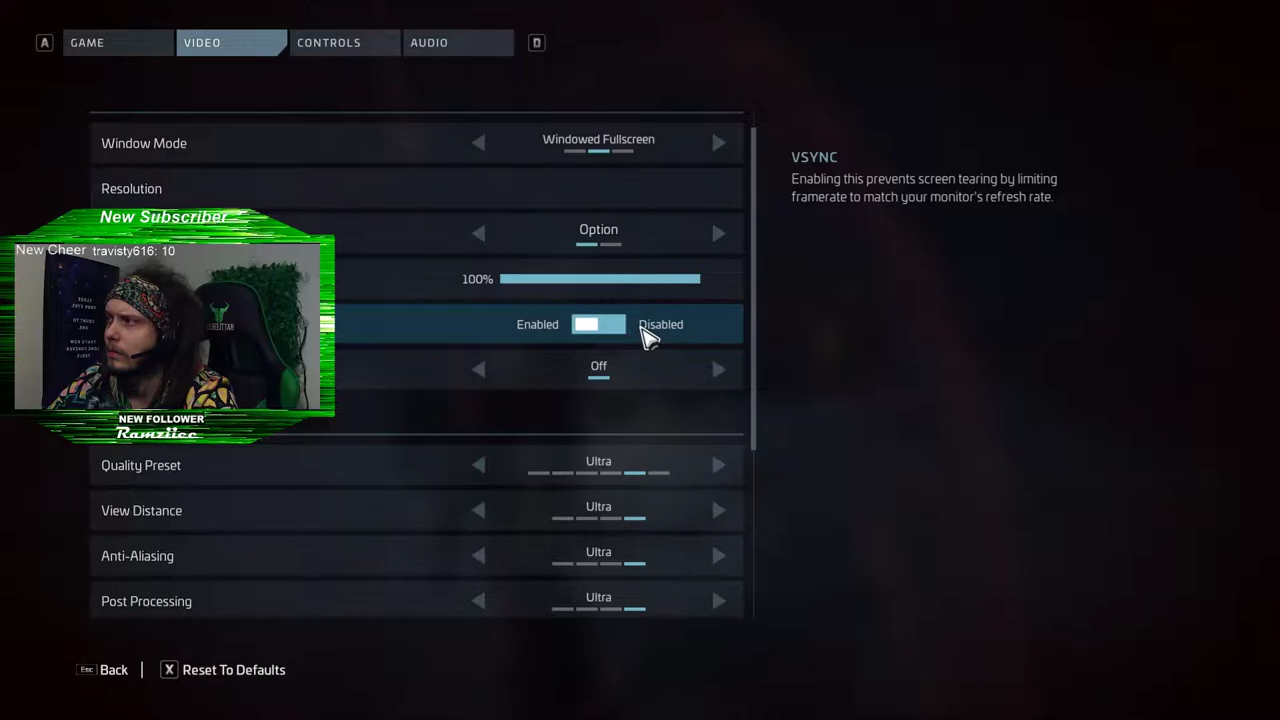 A
GAME
VIDEO
CONTROLS
AUDIO
D
Window Mode
Windowed Fullscreen
VSYNC
Enabling this prevents screen tearing by limiting
framerate to match your monitor's refresh rate.
Resolution
New Subscriber
Option
New Cheer travisty616: 10
100%
Enabled
Disabled
Off
NEW FOLLOWER
Ramziicc
Quality Preset
Ultra
View Distance
Ultra
Anti-Aliasing
Ultra
Post Processing
Ultra
Esc Back
X Reset To Defaults